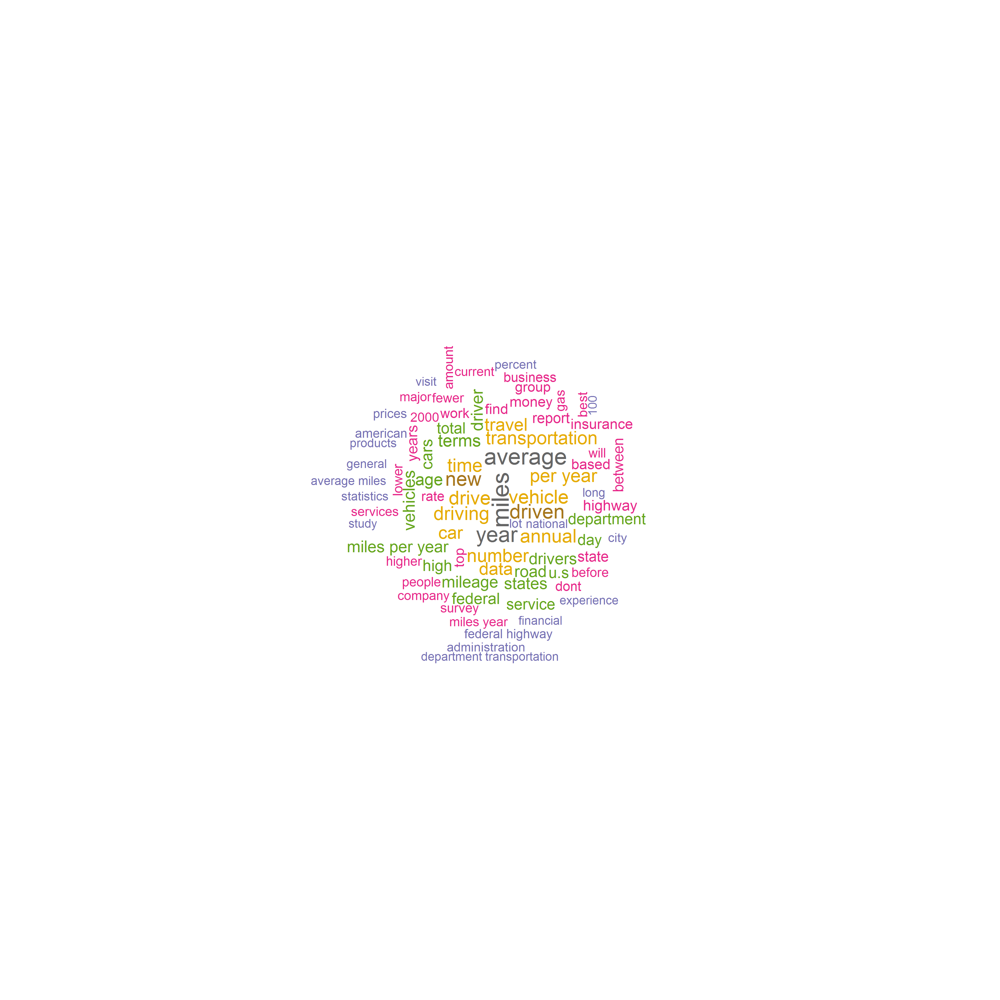 amount
percent
current
business
visit
group
major
fewer
money
gas
best
100
driver
find
prices
2000
work
report
travel
insurance
total
american
years
terms
transportation
products
cars
average
will
between
general
time
based
lower
average miles
vehicles
age
new
miles
per year
statistics
rate
drive
vehicle
long
highway
services
driving
driven
department
study
lot
national
car
year
annual
day
city
miles per year
higher
high
top
number
drivers
state
data
road
u.s
before
people
mileage
states
dont
company
federal
service
experience
survey
miles year
financial
federal highway
administration
department transportation